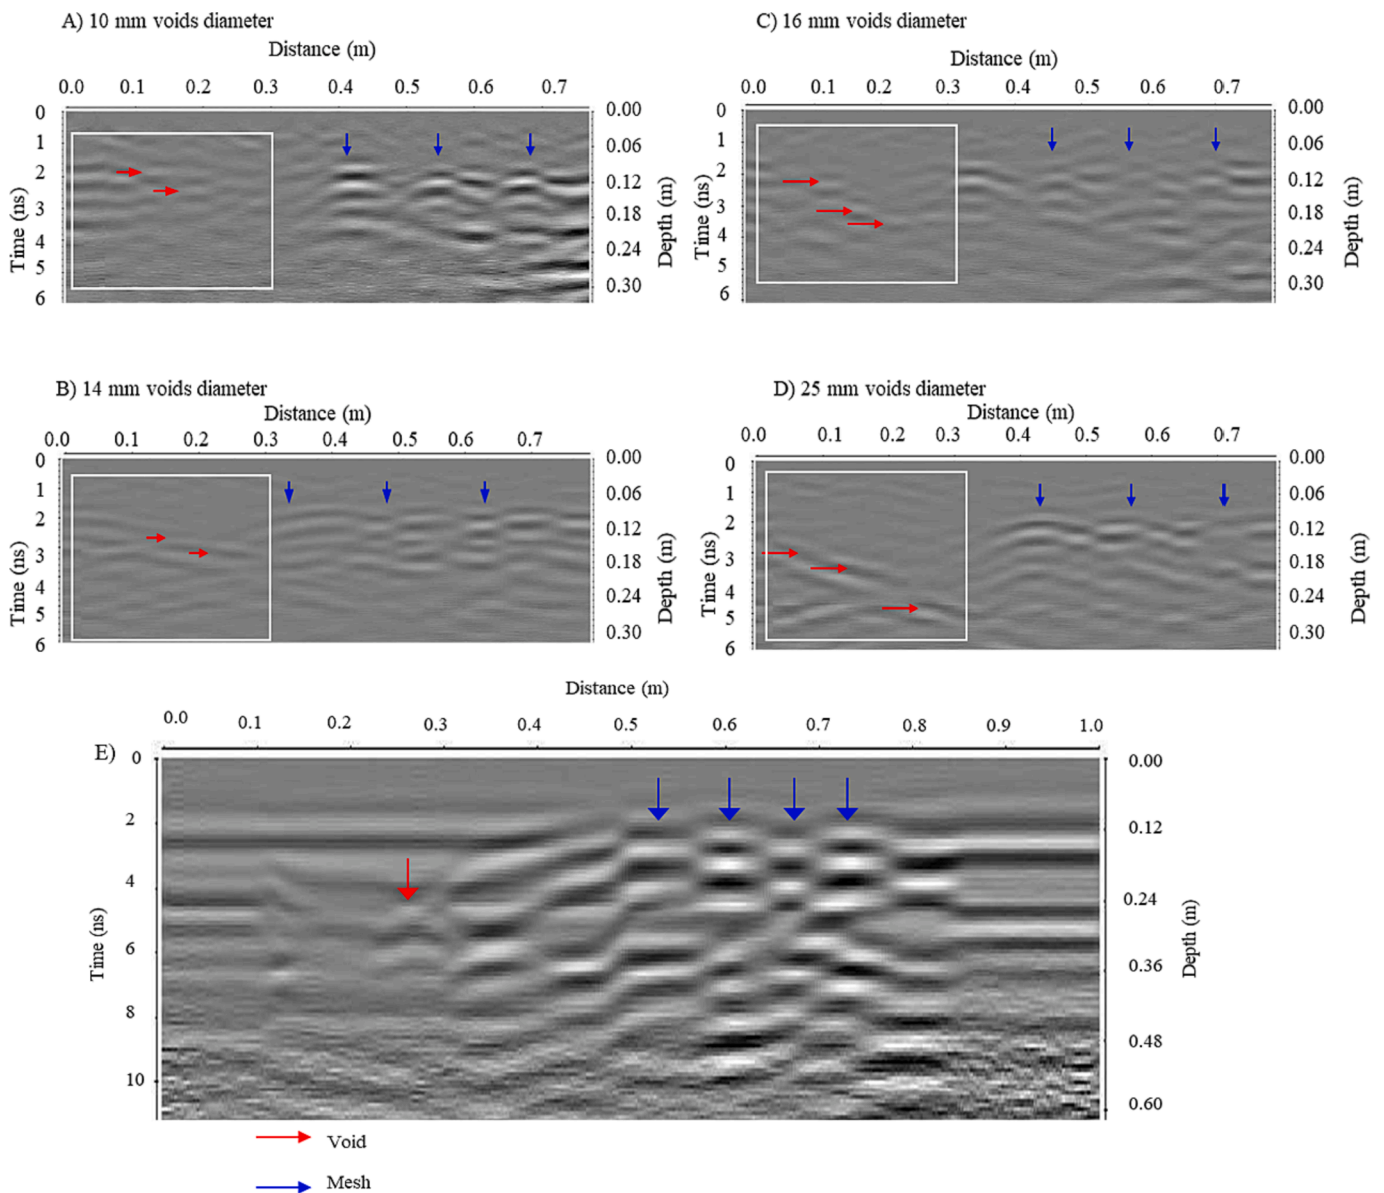 A) 10 mm voids diameter
Distance (m)
0.0 0.1 0.2 0.3 0.4 0.5 0.6 0.7
0
1
2
3
4
5
6
Time (ns)
0.00
0.06
0.12
0.18
0.24
0.30
Depth (m)
C) 16 mm voids diameter
Distance (m)
0.0 0.1 0.2 0.3 0.4 0.5 0.6 0.7
0
1
2
3
4
5
6
Time (ns)
0.00
0.06
0.12
0.18
0.24
0.30
Depth (m)
B) 14 mm voids diameter
Distance (m)
0.0 0.1 0.2 0.3 0.4 0.5 0.6 0.7
0
1
2
3
4
5
6
Time (ns)
0.00
0.06
0.12
0.18
0.24
0.30
Depth (m)
D) 25 mm voids diameter
Distance (m)
0.0 0.1 0.2 0.3 0.4 0.5 0.6 0.7
0
1
2
3
4
5
6
Time (ns)
0.00
0.06
0.12
0.18
0.24
0.30
Depth (m)
Distance (m)
0.0 0.1 0.2 0.3 0.4 0.5 0.6 0.7 0.8 0.9 1.0
E)
0
2
4
6
8
10
Time (ns)
0.00
0.12
0.24
0.36
0.48
0.60
Depth (m)
Void
Mesh